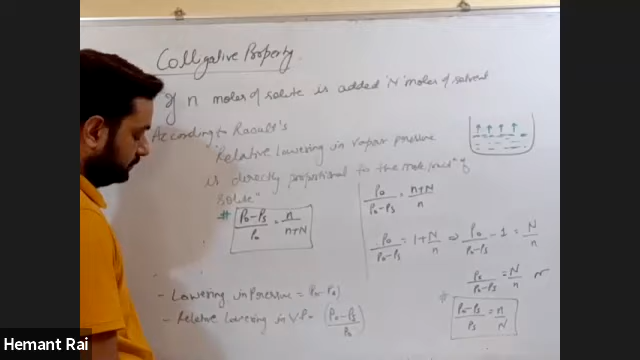 Colligative Property
If n moles of solute is added N moles of solvent
According to Raoult's
"Relative lowering in vapour pressure
is directly proportional to the mole fract" of
solute"
# (P₀-Ps)/P₀ = n/(n+N)
- Lowering in Pressure = P₀-Ps)
- Relative lowering in V.P = (P₀-Ps/P₀)
P₀/(P₀-Ps) = (n+N)/n
P₀/(P₀-Ps) = 1+N/n ⇒ P₀/(P₀-Ps) - 1 = N/n
Ps/(P₀-Ps) = N/n or
# (P₀-Ps)/Ps = n/N
Hemant Rai